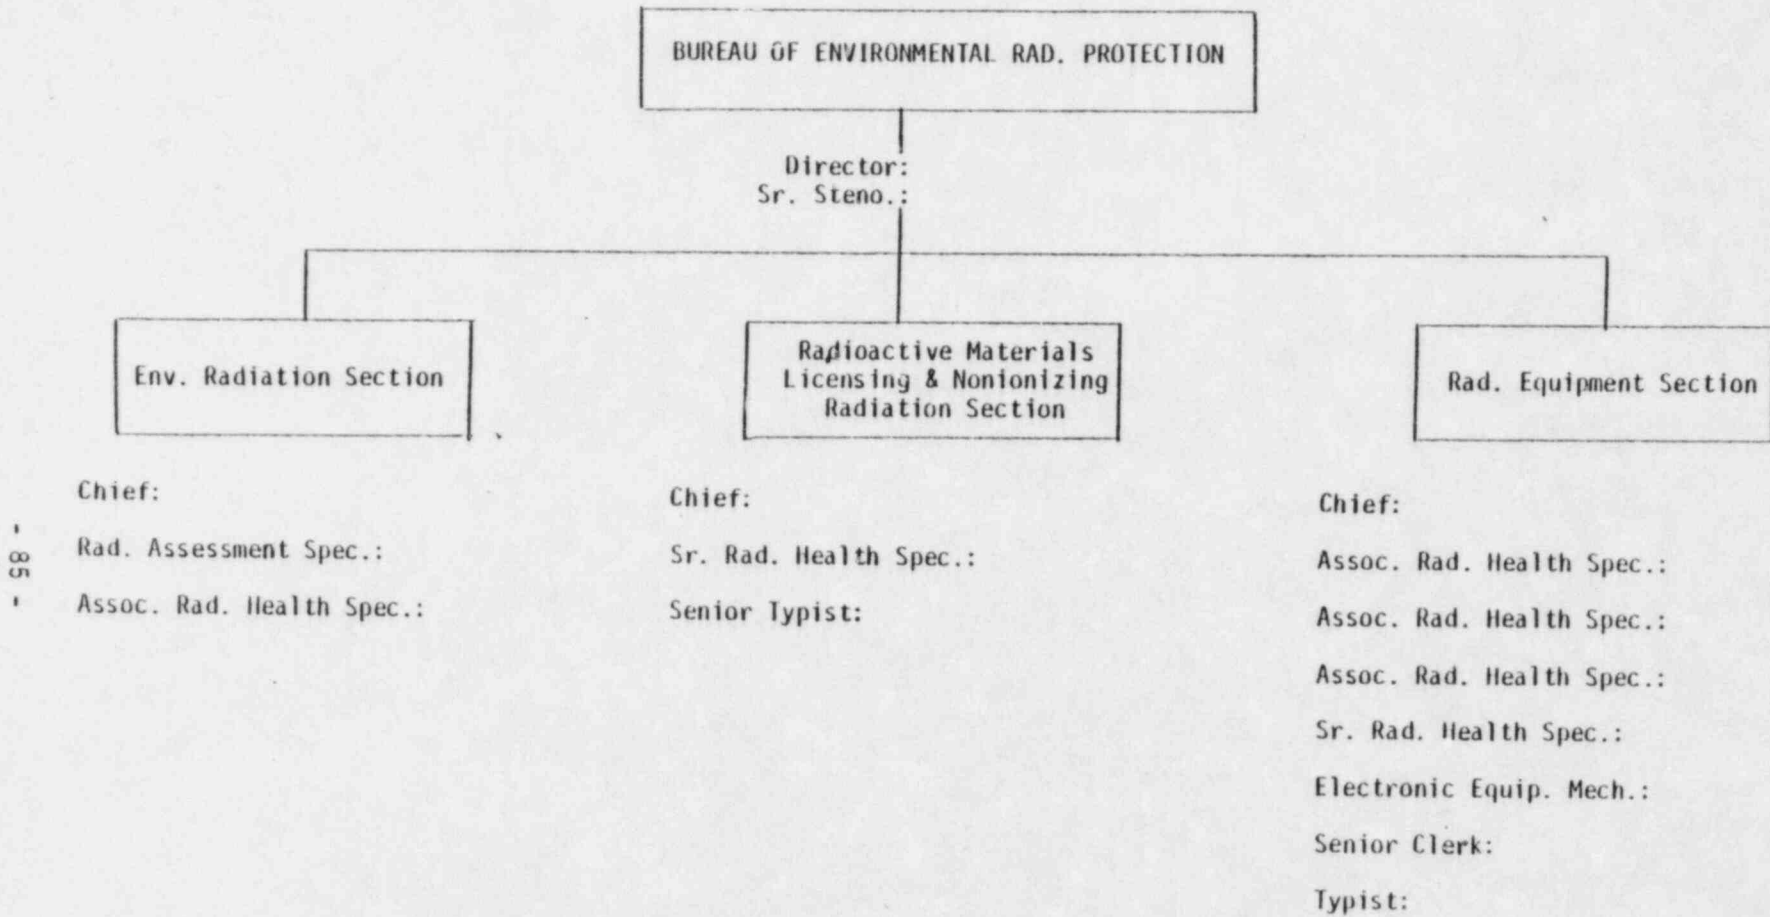 BUREAU OF ENVIRONMENTAL RAD. PROTECTION
Director:
Sr. Steno.:
Env. Radiation Section
Chief:
Rad. Assessment Spec.:
Assoc. Rad. Health Spec.:
Radioactive Materials
Licensing & Nonionizing
Radiation Section
Chief:
Sr. Rad. Health Spec.:
Senior Typist:
Rad. Equipment Section
Chief:
Assoc. Rad. Health Spec.:
Assoc. Rad. Health Spec.:
Assoc. Rad. Health Spec.:
Sr. Rad. Health Spec.:
Electronic Equip. Mech.:
Senior Clerk:
Typist:
- 85 -